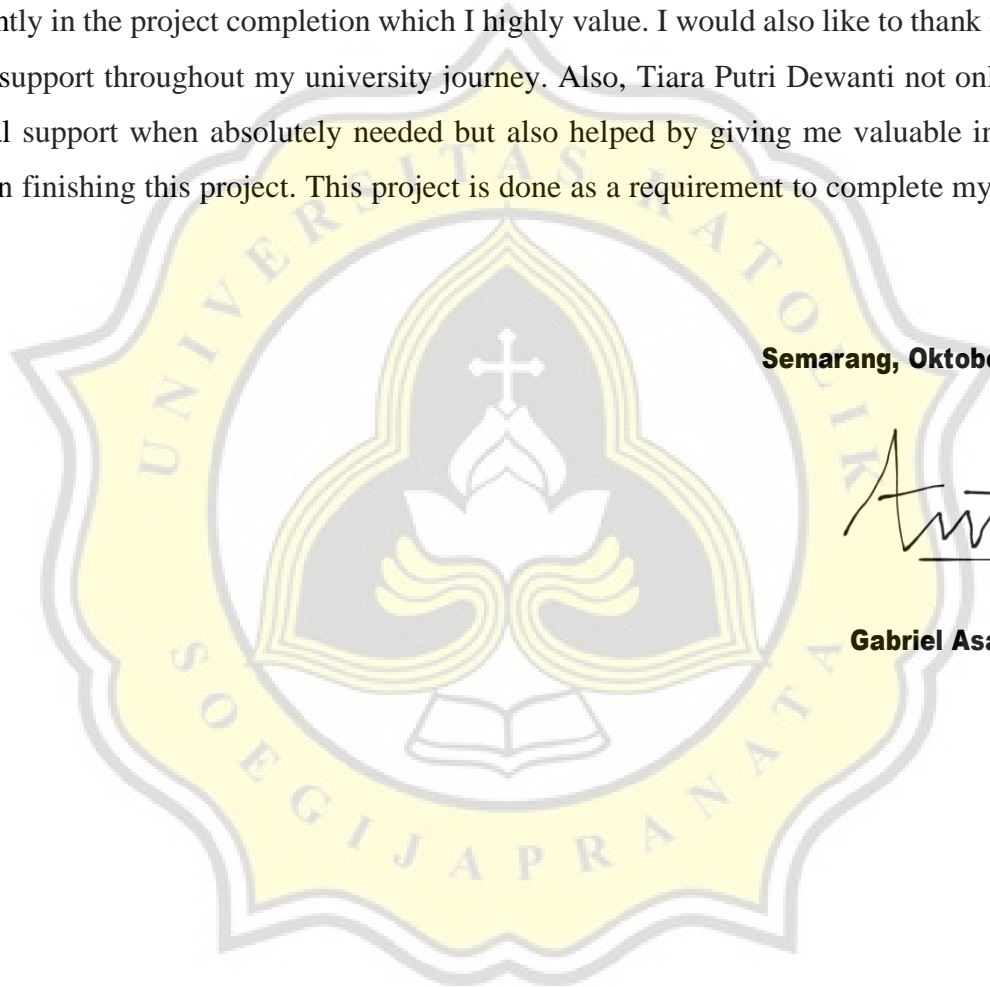 ntly in the project completion which I highly value. I would also like to thank
support throughout my university journey. Also, Tiara Putri Dewanti not onl
l support when absolutely needed but also helped by giving me valuable in
n finishing this project. This project is done as a requirement to complete my
UNIVERSITAS KATOLIK
Semarang, Oktobe
Gabriel Asa
SOEGIJAPRANATA